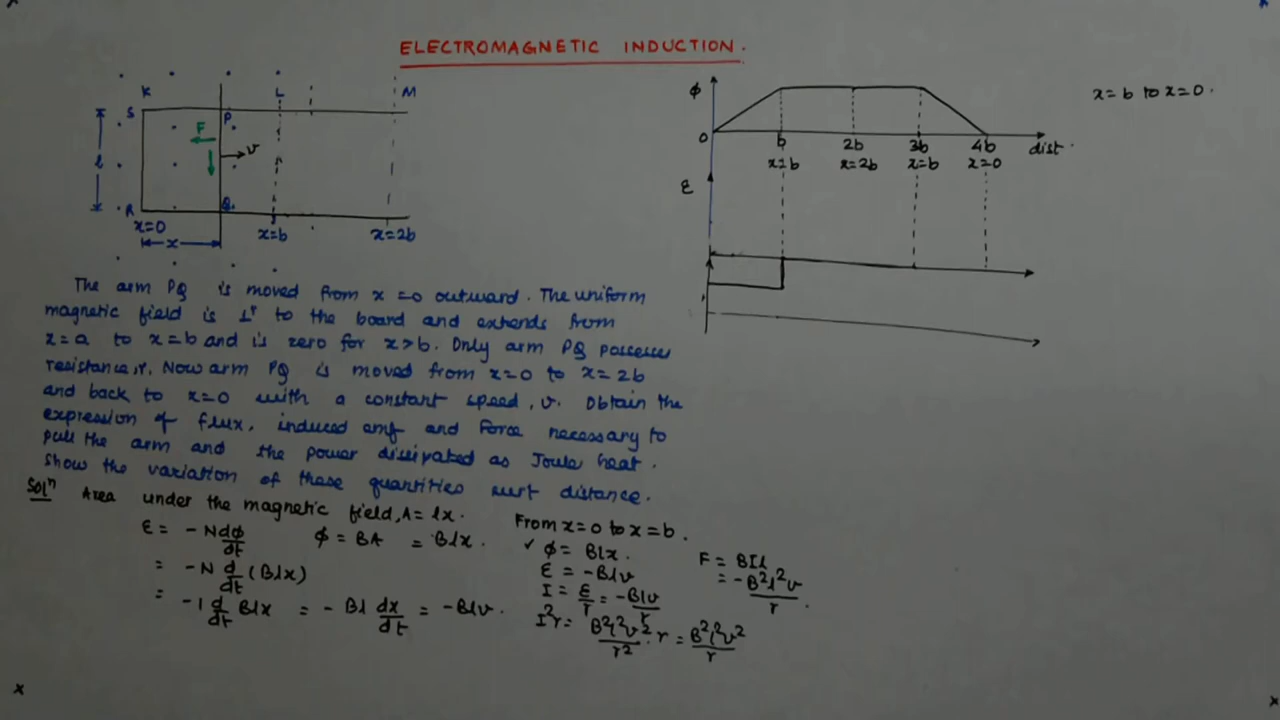 ELECTROMAGNETIC INDUCTION.
K L M
S P
F
v
l
R Q
x=0 x=b x=2b
x
The arm PQ is moved from x=0 outward. The uniform
magnetic field is ⊥r to the board and extends from
x=a to x=b and is zero for x>b. Only arm PQ possesses
resistance, r. Now arm PQ is moved from x=0 to x=2b
and back to x=0 with a constant speed, v. Obtain the
expression of flux, induced emf and Force necessary to
pull the arm and the power dissipated as Joule heat.
Show the variation of these quantities wrt distance.
Solⁿ Area under the magnetic field, A = lx.
ε = -N dϕ/dt ϕ = BA = Blx.
= -N d/dt (Blx)
= -1 d/dt Blx = -Bl dx/dt = -Blv.
From x=0 to x=b.
✓ ϕ = Blx.
ε = -Blv
I = ε/r = -Blv/r
I²r = B²l²v²/r² · r = B²l²v²/r
F = BIl
= -B²l²v/r.
ϕ
0 b 2b 3b 4b dist.
x=b x=2b x=b x=0
ε
x=b to x=0.